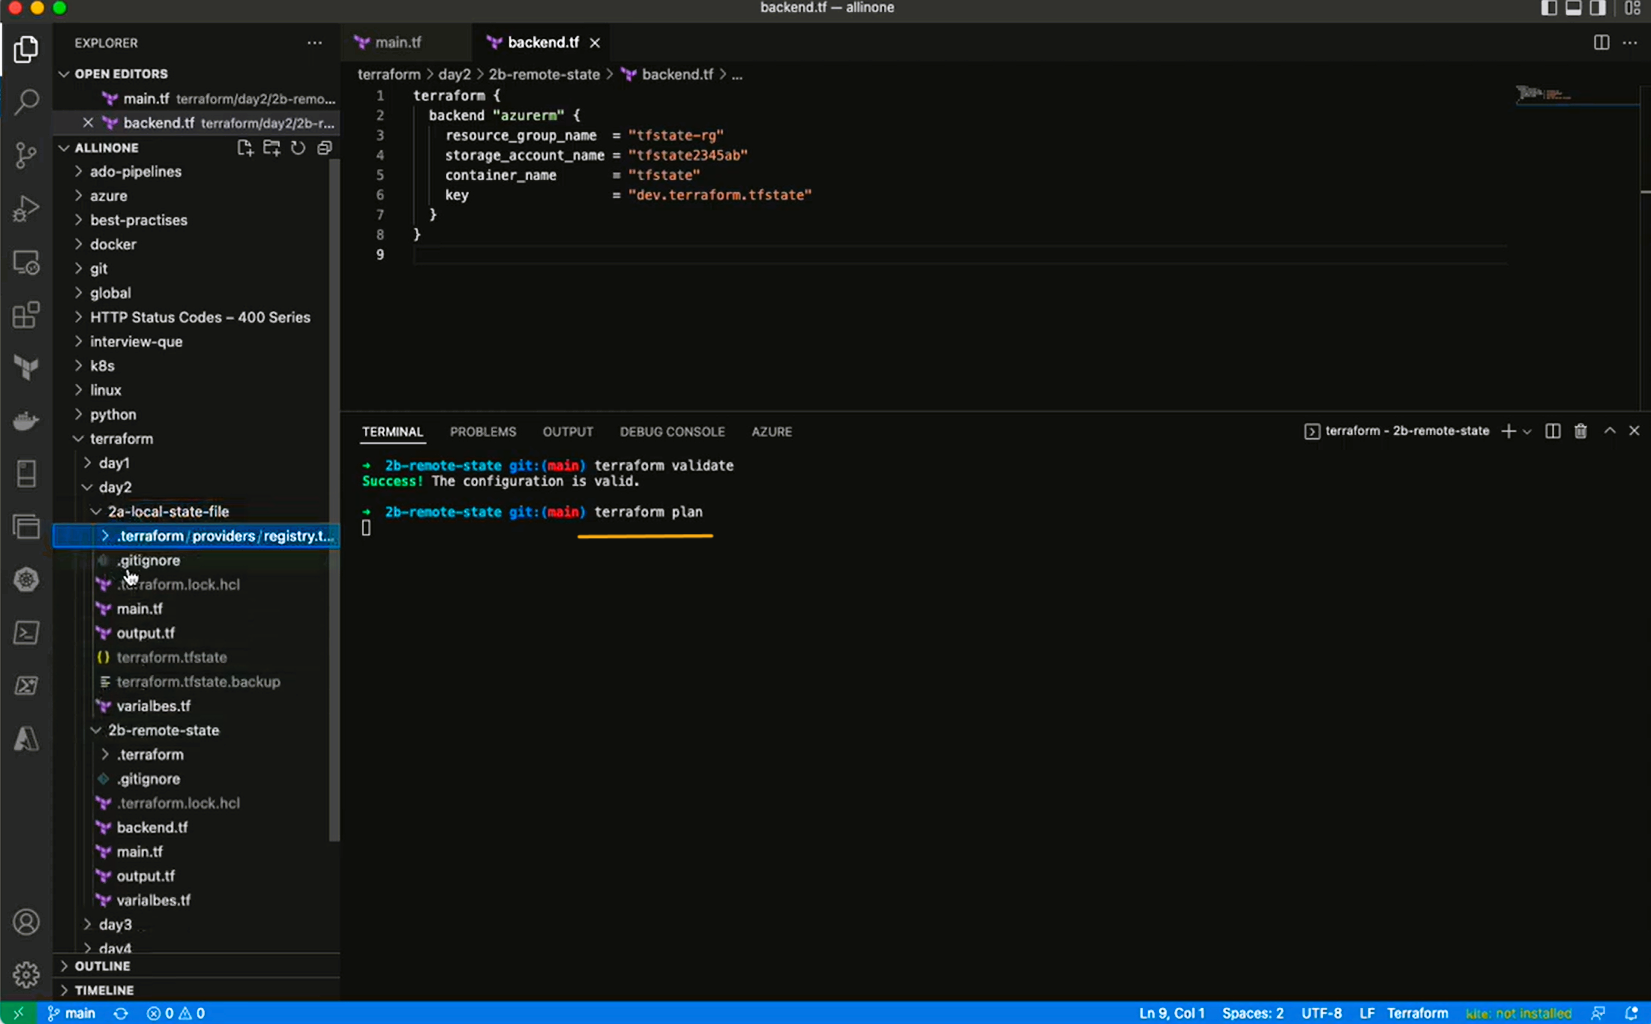 backend.tf — allinone
EXPLORER
OPEN EDITORS
main.tf terraform/day2/2b-remo...
backend.tf terraform/day2/2b-r...
ALLINONE
ado-pipelines
azure
best-practises
docker
git
global
HTTP Status Codes – 400 Series
interview-que
k8s
linux
python
terraform
day1
day2
2a-local-state-file
.terraform/providers/registry.t...
.gitignore
.terraform.lock.hcl
main.tf
output.tf
terraform.tfstate
terraform.tfstate.backup
varialbes.tf
2b-remote-state
.terraform
.gitignore
.terraform.lock.hcl
backend.tf
main.tf
output.tf
varialbes.tf
day3
day4
OUTLINE
TIMELINE
main.tf
backend.tf
terraform > day2 > 2b-remote-state > backend.tf > ...
1 terraform {
2 backend "azurerm" {
3 resource_group_name = "tfstate-rg"
4 storage_account_name = "tfstate2345ab"
5 container_name = "tfstate"
6 key = "dev.terraform.tfstate"
7 }
8 }
9
TERMINAL PROBLEMS OUTPUT DEBUG CONSOLE AZURE
terraform - 2b-remote-state
→ 2b-remote-state git:(main) terraform validate
Success! The configuration is valid.
→ 2b-remote-state git:(main) terraform plan
main 0 0
Ln 9, Col 1 Spaces: 2 UTF-8 LF Terraform kite: not installed